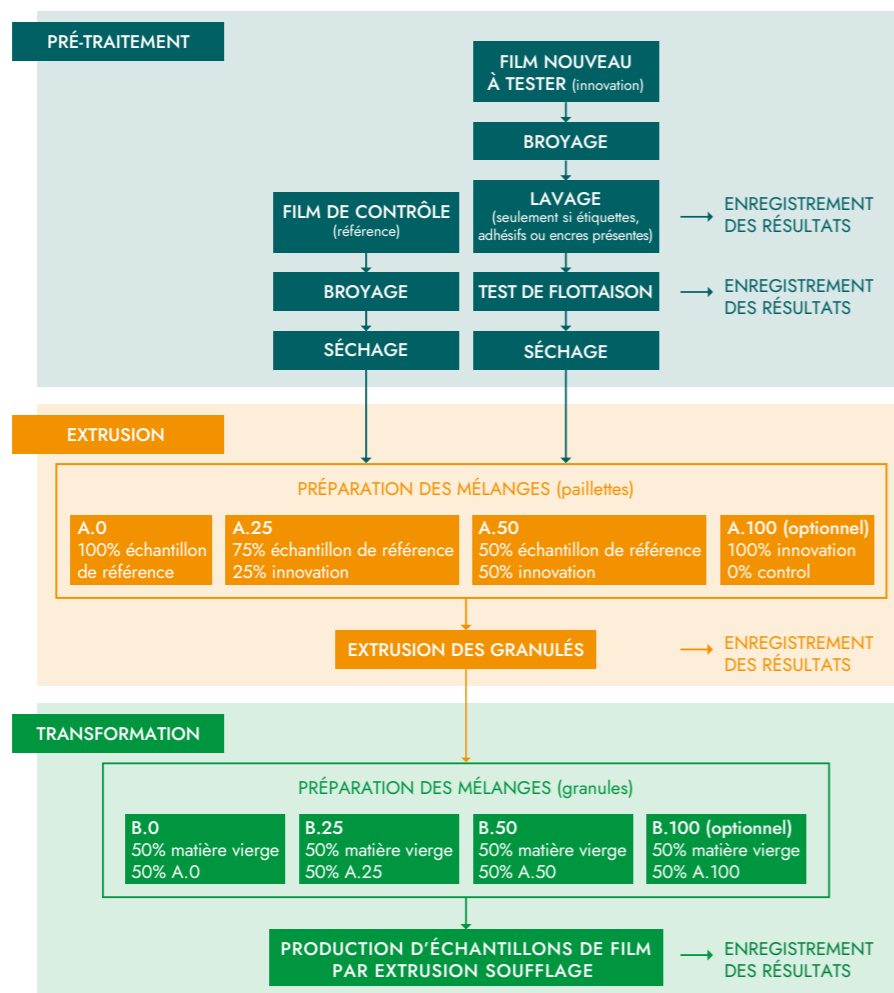 PRÉ-TRAITEMENT
FILM NOUVEAU
À TESTER (innovation)
BROYAGE
FILM DE CONTRÔLE
(référence)
LAVAGE
(seulement si étiquettes,
adhésifs ou encres présentes)
ENREGISTREMENT
DES RÉSULTATS
BROYAGE
TEST DE FLOTTAISON
ENREGISTREMENT
DES RÉSULTATS
SÉCHAGE
SÉCHAGE
EXTRUSION
PRÉPARATION DES MÉLANGES (paillettes)
A.0
100% échantillon
de référence
A.25
75% échantillon de référence
25% innovation
A.50
50% échantillon de référence
50% innovation
A.100 (optionnel)
100% innovation
0% control
EXTRUSION DES GRANULÉS
ENREGISTREMENT
DES RÉSULTATS
TRANSFORMATION
PRÉPARATION DES MÉLANGES (granules)
B.0
50% matière vierge
50% A.0
B.25
50% matière vierge
50% A.25
B.50
50% matière vierge
50% A.50
B.100 (optionnel)
50% matière vierge
50% A.100
PRODUCTION D’ÉCHANTILLONS DE FILM
PAR EXTRUSION SOUFFLAGE
ENREGISTREMENT
DES RÉSULTATS